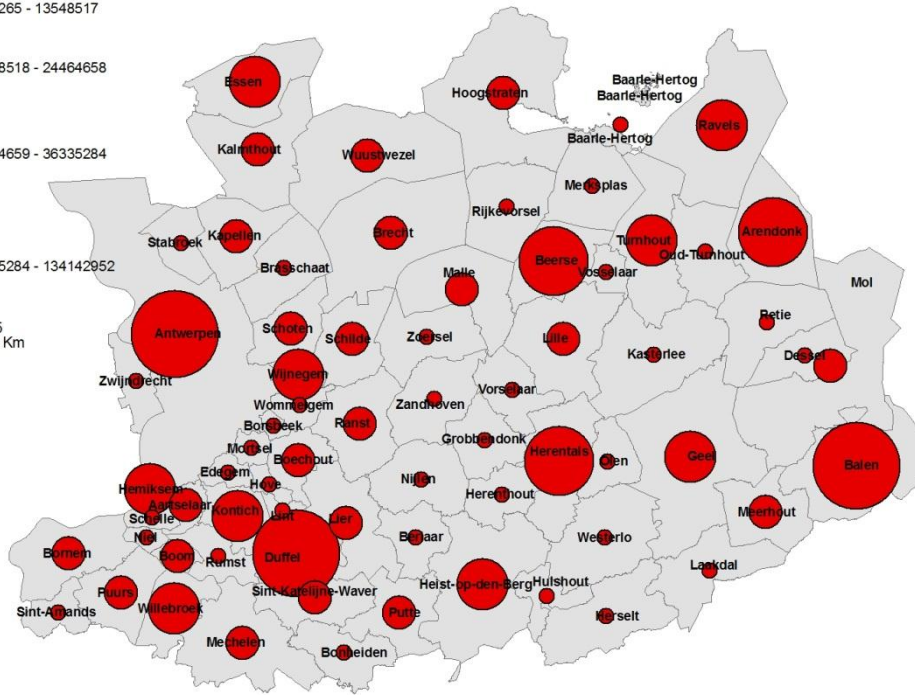 265 - 13548517
8518 - 24464658
4659 - 36335284
5284 - 134142952
Km
Essen
Hoogstraten
Baarle-Hertog
Baarle-Hertog
Baarle-Hertog
Ravels
Kalmthout
Wuustwezel
Merksplas
Rijkevorsel
Stabroek
Kapellen
Brecht
Turnhout
Arendonk
Oud-Turnhout
Beerse
Vosselaar
Brasschaat
Malle
Mol
Antwerpen
Schoten
Schilde
Zoersel
Lille
Retie
Kasterlee
Dessel
Zwijndrecht
Wijnegem
Vorselaar
Wommelgem
Zandhoven
Borsbeek
Ranst
Grobbendonk
Mortsel
Herentals
Geel
Boechout
Olen
Balen
Edegem
Nijlen
Hove
Hemiksem
Herenthout
Aartselaar
Kontich
Meerhout
Schelle
Lint
Lier
Niel
Berlaar
Westerlo
Bornem
Boom
Rumst
Duffel
Laakdal
Heist-op-den-Berg
Hulshout
Sint-Katelijne-Waver
Puurs
Willebroek
Sint-Amands
Putte
Herselt
Mechelen
Bonheiden